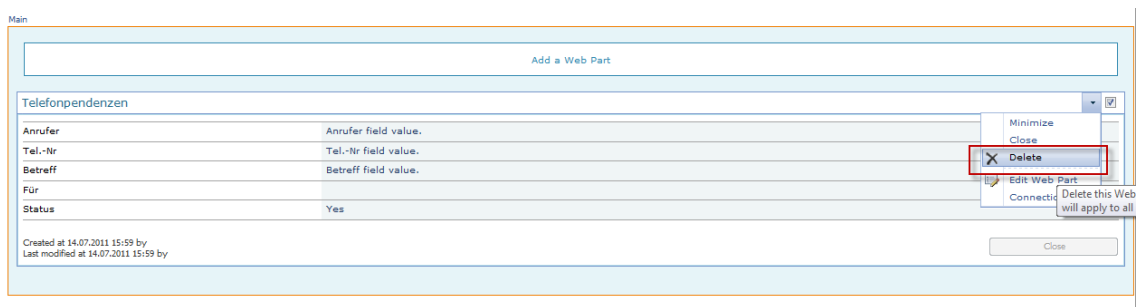 Main
Add a Web Part
Telefonpendenzen
Minimize
Close
Delete
Edit Web Part
Delete this Web
will apply to all
Anrufer Anrufer field value.
Tel.-Nr Tel.-Nr field value.
Betreff Betreff field value.
Für
Status Yes
Created at 14.07.2011 15:59 by
Last modified at 14.07.2011 15:59 by
Close